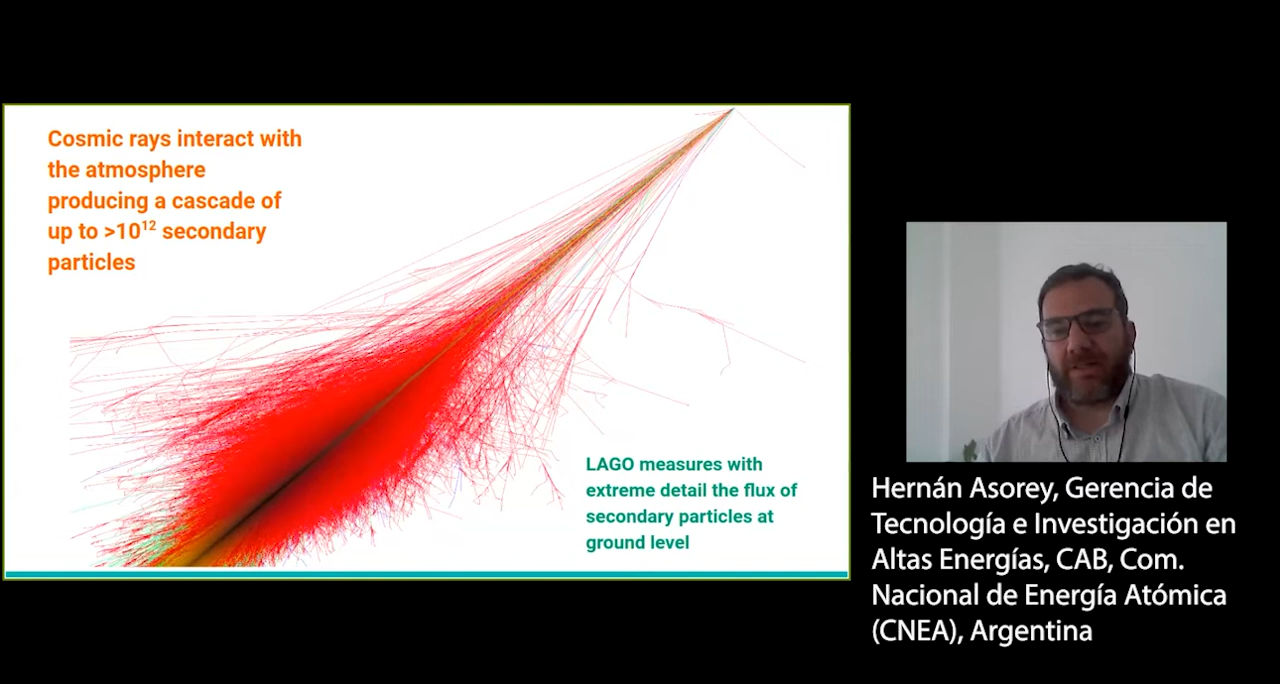 Cosmic rays interact with
the atmosphere
producing a cascade of
up to >10¹² secondary
particles
LAGO measures with
extreme detail the flux of
secondary particles at
ground level
Hernán Asorey, Gerencia de
Tecnología e Investigación en
Altas Energías, CAB, Com.
Nacional de Energía Atómica
(CNEA), Argentina